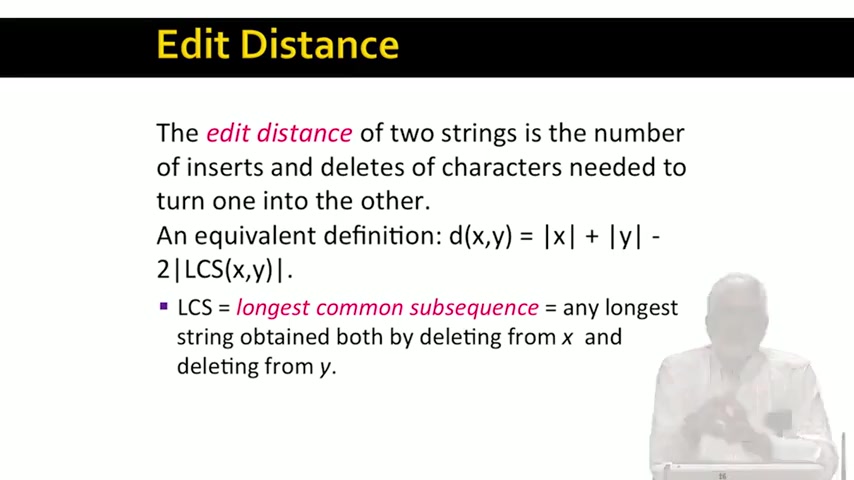 Edit Distance
The edit distance of two strings is the number
of inserts and deletes of characters needed to
turn one into the other.
An equivalent definition: d(x,y) = |x| + |y| -
2|LCS(x,y)|.
▪ LCS = longest common subsequence = any longest
string obtained both by deleting from x and
deleting from y.
16